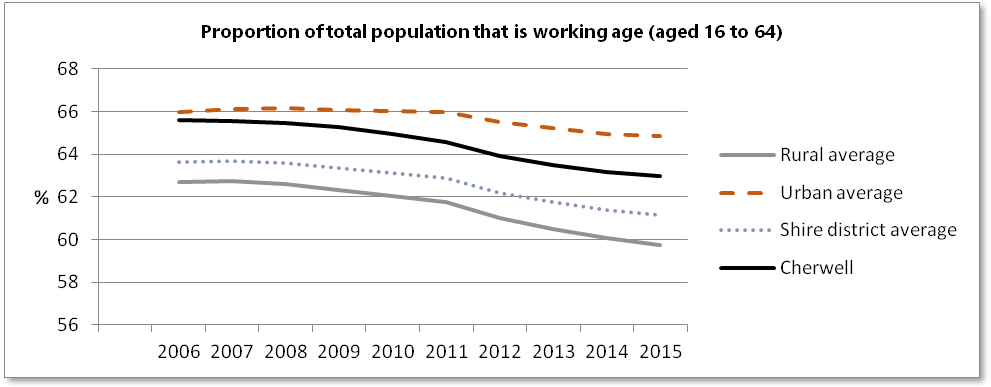 Proportion of total population that is working age (aged 16 to 64)
68
66
64
62
60
58
56
%
2006 2007 2008 2009 2010 2011 2012 2013 2014 2015
Rural average
Urban average
Shire district average
Cherwell